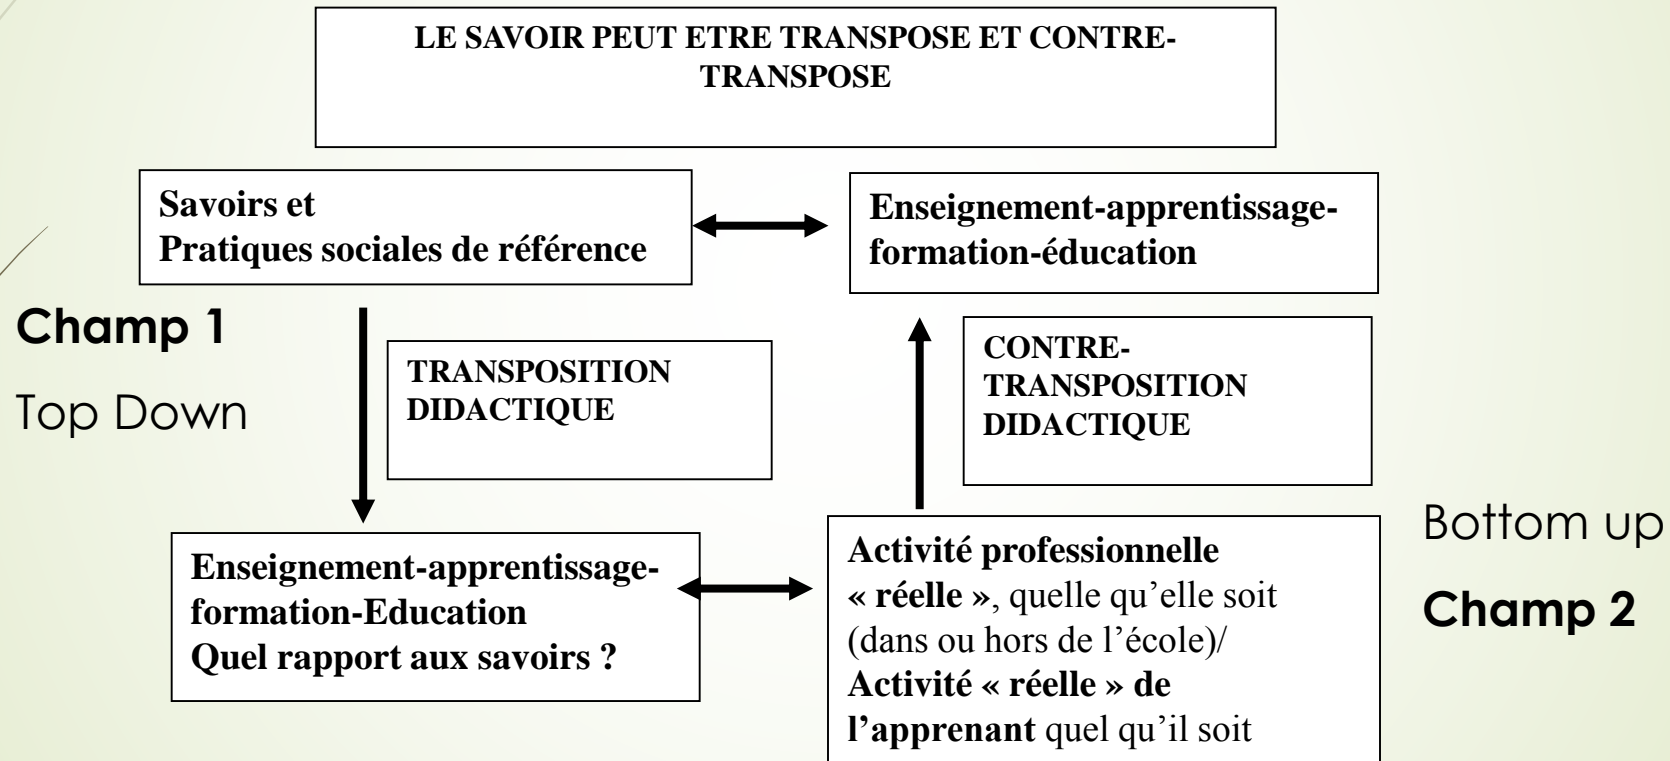 LE SAVOIR PEUT ETRE TRANSPOSE ET CONTRE-
TRANSPOSE
Savoirs et
Pratiques sociales de référence
Enseignement-apprentissage-
formation-éducation
Champ 1
Top Down
TRANSPOSITION
DIDACTIQUE
CONTRE-
TRANSPOSITION
DIDACTIQUE
Enseignement-apprentissage-
formation-Education
Quel rapport aux savoirs ?
Activité professionnelle
« réelle », quelle qu’elle soit
(dans ou hors de l’école)/
Activité « réelle » de
l’apprenant quel qu’il soit
Bottom up
Champ 2